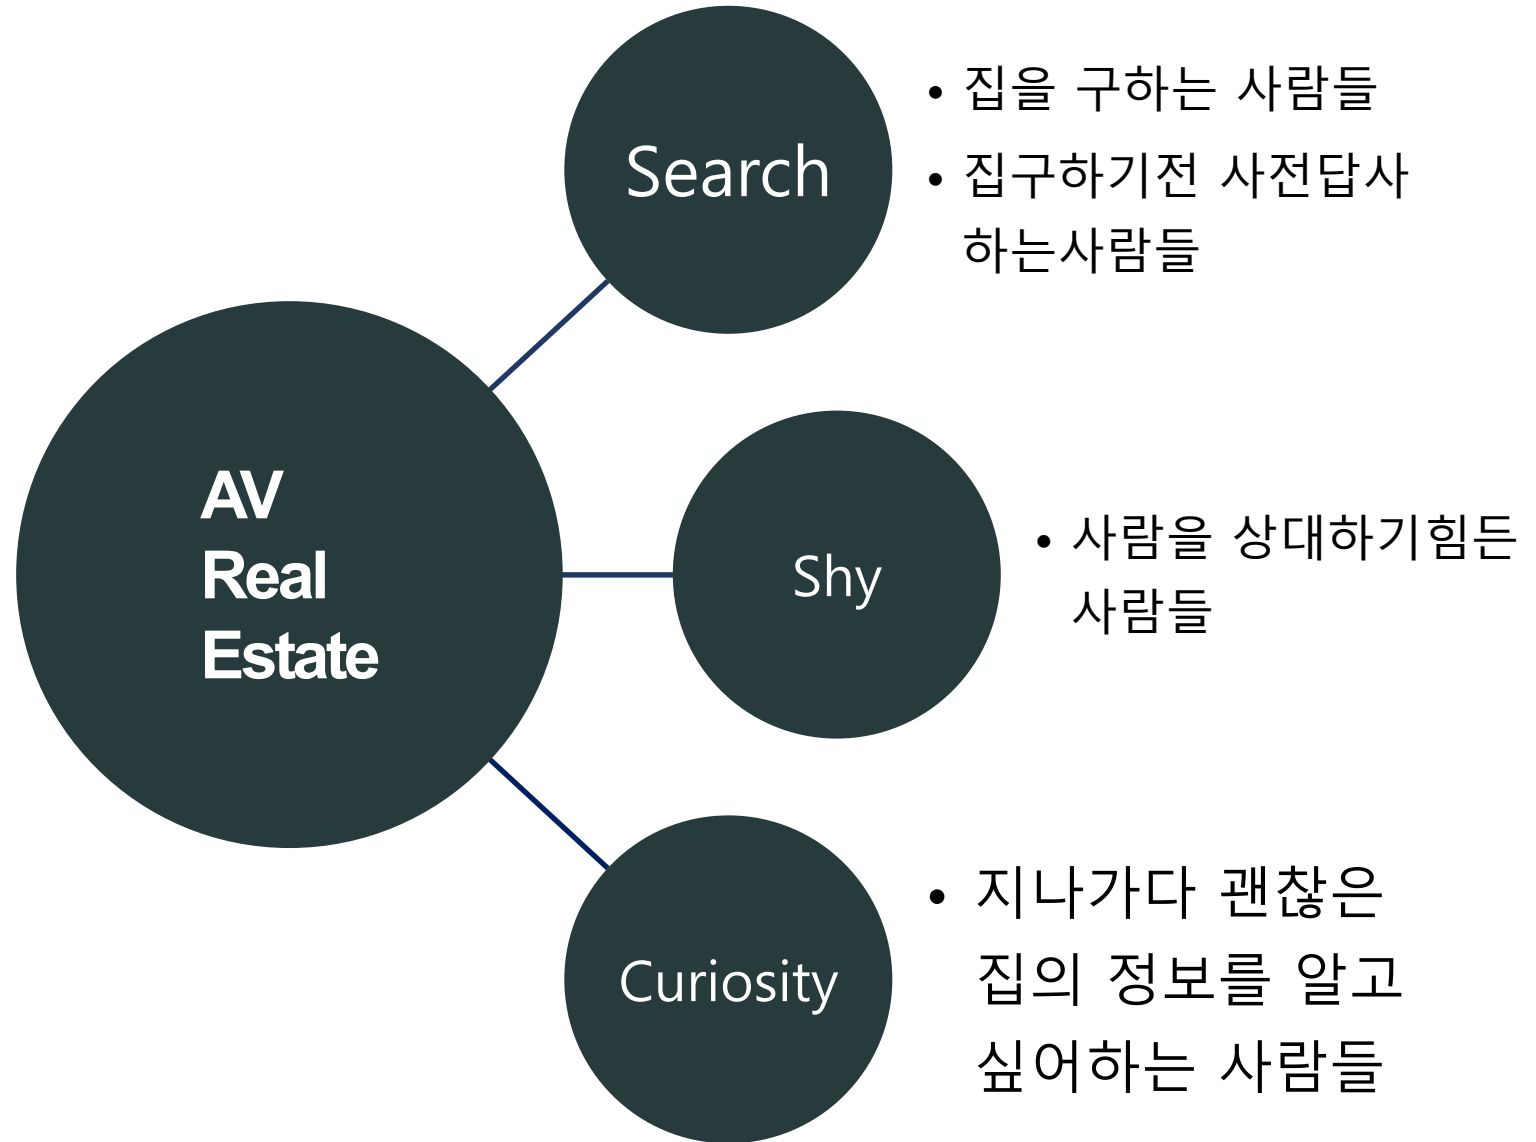 AV
Real
Estate
Search
• 집을 구하는 사람들
• 집구하기전 사전답사
하는사람들
Shy
• 사람을 상대하기힘든
사람들
Curiosity
• 지나가다 괜찮은
집의 정보를 알고
싶어하는 사람들